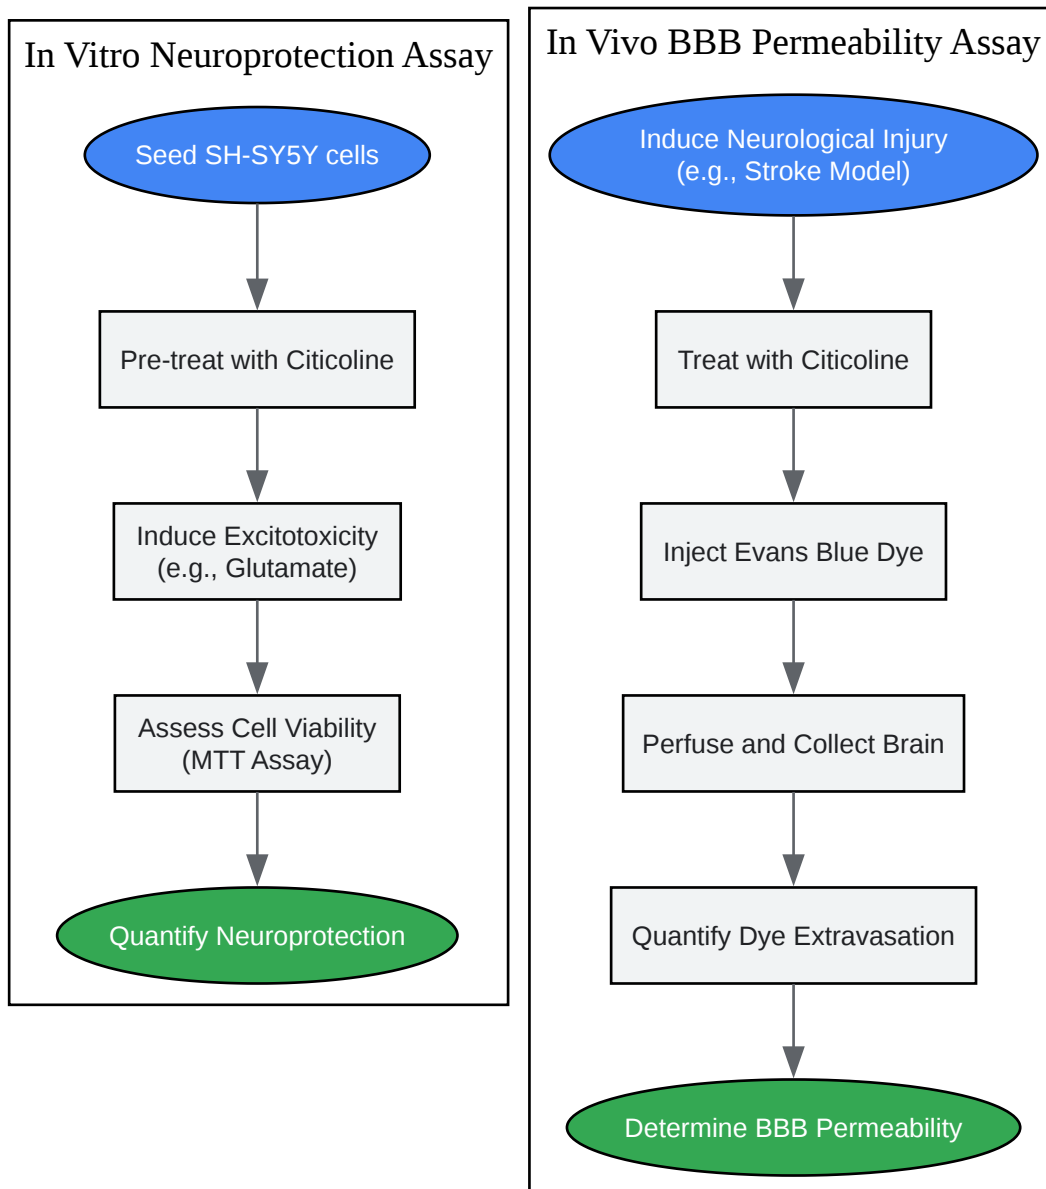 In Vitro Neuroprotection Assay
Seed SH-SY5Y cells
Pre-treat with Citicoline
Induce Excitotoxicity
(e.g., Glutamate)
Assess Cell Viability
(MTT Assay)
Quantify Neuroprotection
In Vivo BBB Permeability Assay
Induce Neurological Injury
(e.g., Stroke Model)
Treat with Citicoline
Inject Evans Blue Dye
Perfuse and Collect Brain
Quantify Dye Extravasation
Determine BBB Permeability